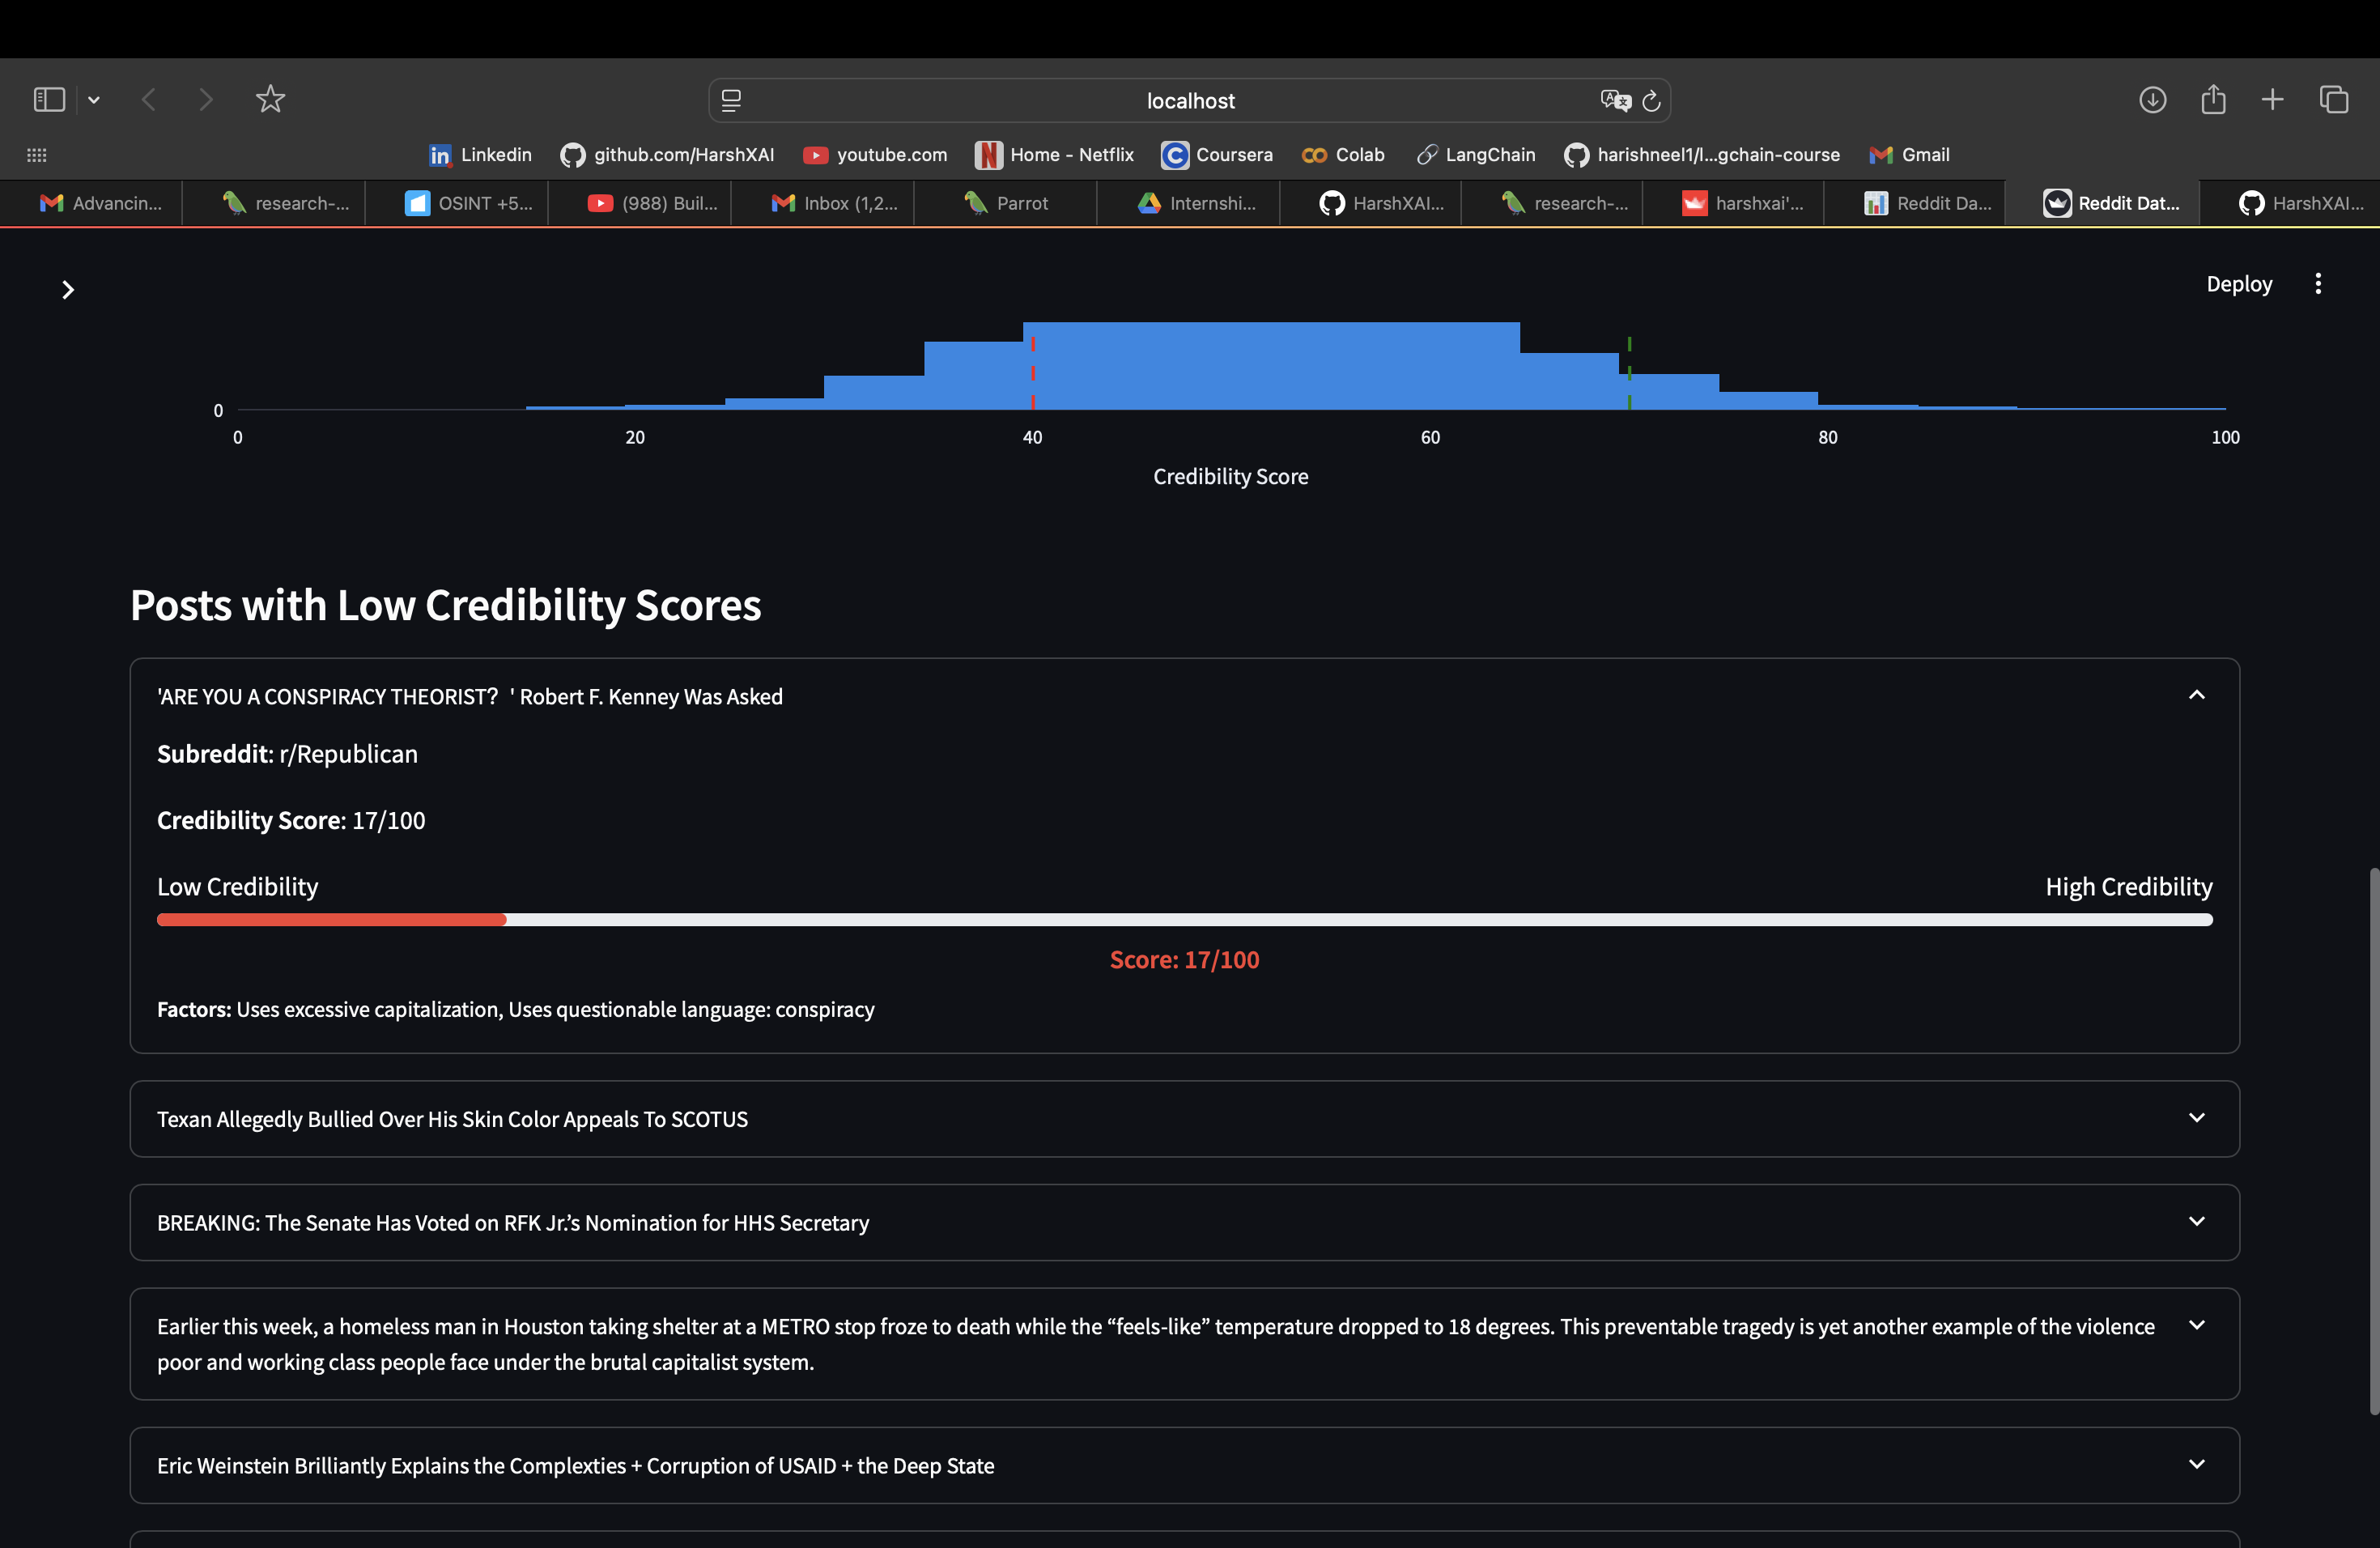 localhost
Linkedin github.com/HarshXAI youtube.com Home - Netflix Coursera Colab LangChain harishneel1/l...gchain-course Gmail
Advancin... research-... OSINT +5... (988) Buil... Inbox (1,2... Parrot Internshi... HarshXAI... research-... harshxai'... Reddit Da... Reddit Dat... HarshXAI...
Deploy
0
0 20 40 60 80 100
Credibility Score
Posts with Low Credibility Scores
'ARE YOU A CONSPIRACY THEORIST? ' Robert F. Kenney Was Asked
Subreddit: r/Republican
Credibility Score: 17/100
Low Credibility High Credibility
Score: 17/100
Factors: Uses excessive capitalization, Uses questionable language: conspiracy
Texan Allegedly Bullied Over His Skin Color Appeals To SCOTUS
BREAKING: The Senate Has Voted on RFK Jr.’s Nomination for HHS Secretary
Earlier this week, a homeless man in Houston taking shelter at a METRO stop froze to death while the “feels-like” temperature dropped to 18 degrees. This preventable tragedy is yet another example of the violence
poor and working class people face under the brutal capitalist system.
Eric Weinstein Brilliantly Explains the Complexties + Corruption of USAID + the Deep State